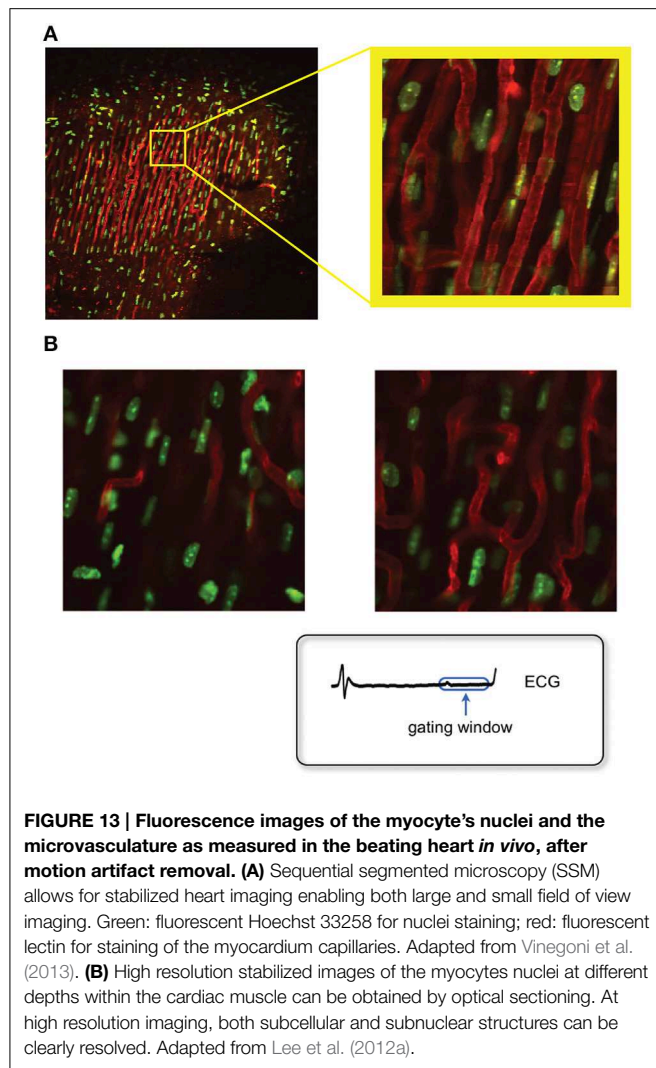 A
B
ECG
gating window
FIGURE 13 | Fluorescence images of the myocyte's nuclei and the
microvasculature as measured in the beating heart in vivo, after
motion artifact removal. (A) Sequential segmented microscopy (SSM)
allows for stabilized heart imaging enabling both large and small field of view
imaging. Green: fluorescent Hoechst 33258 for nuclei staining; red: fluorescent
lectin for staining of the myocardium capillaries. Adapted from Vinegoni et al.
(2013). (B) High resolution stabilized images of the myocytes nuclei at different
depths within the cardiac muscle can be obtained by optical sectioning. At
high resolution imaging, both subcellular and subnuclear structures can be
clearly resolved. Adapted from Lee et al. (2012a).